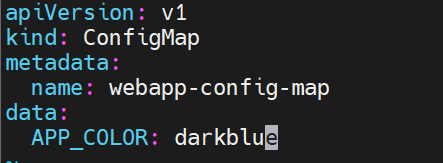 apiVersion: v1
kind: ConfigMap
metadata:
  name: webapp-config-map
data:
  APP_COLOR: darkblue